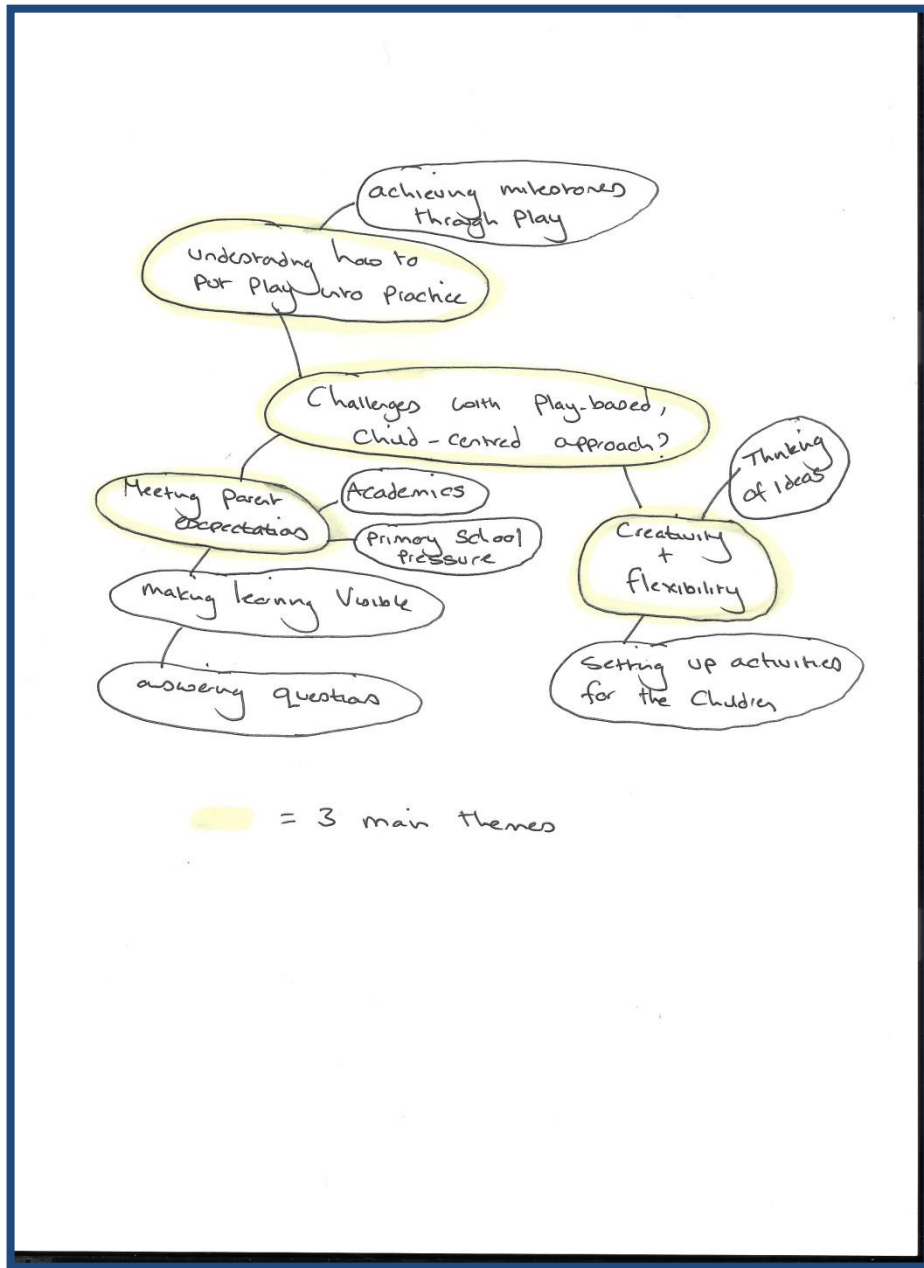 achieving milestones
through Play
understanding how to
put Play into Practice
Challenges with Play-based,
Child-centred approach?
Thinking
of ideas
Meeting Parent
expectations
Academics
Primary School
Pressure
Creativity
+
flexibility
making learning Visible
Setting up activities
for the Children
answering questions
= 3 main themes